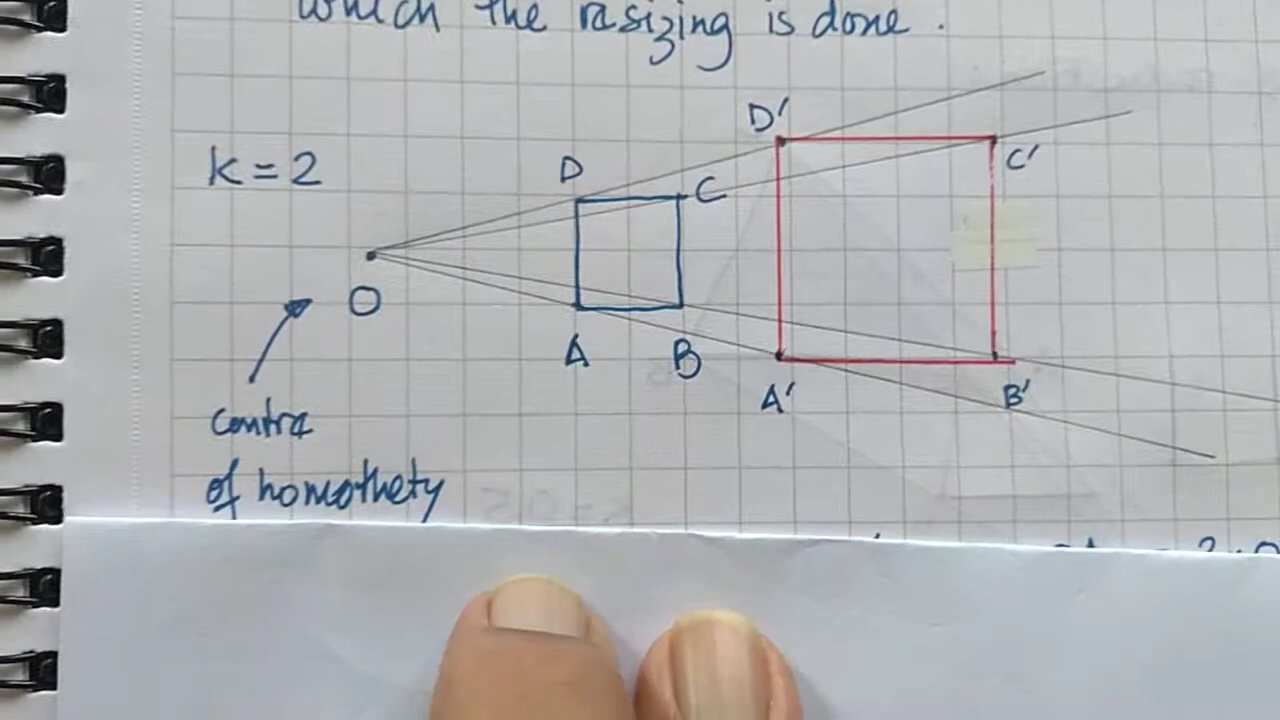 which the resizing is done.
D'
k = 2
D
C
C'
O
A
B
A'
B'
centre
of homothety